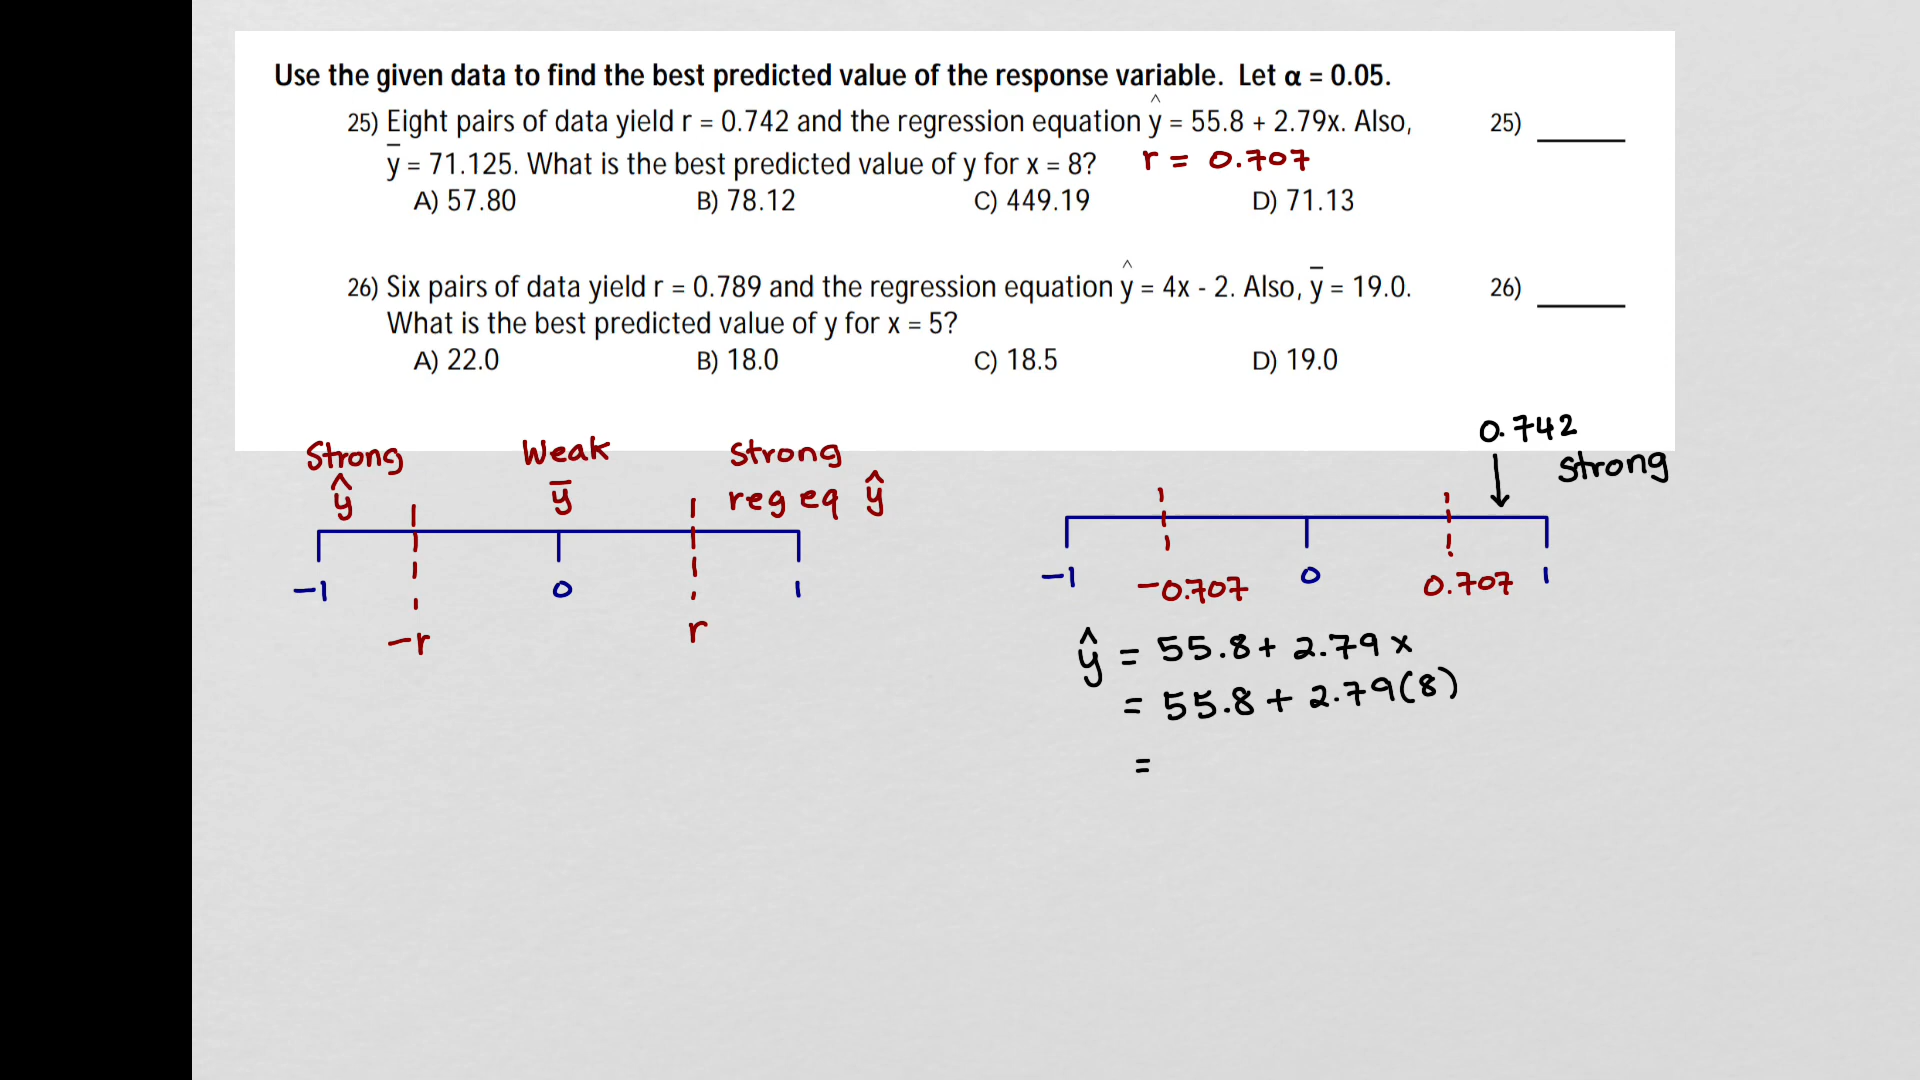 Use the given data to find the best predicted value of the response variable. Let α = 0.05.
25) Eight pairs of data yield r = 0.742 and the regression equation ŷ = 55.8 + 2.79x. Also,
25) ______
ȳ = 71.125. What is the best predicted value of y for x = 8?
r = 0.707
A) 57.80 B) 78.12 C) 449.19 D) 71.13
26) Six pairs of data yield r = 0.789 and the regression equation ŷ = 4x - 2. Also, ȳ = 19.0.
26) ______
What is the best predicted value of y for x = 5?
A) 22.0 B) 18.0 C) 18.5 D) 19.0
Strong Weak Strong
ŷ ȳ reg eq ŷ
-1 0 1
-r r
0.742
Strong
-1 -0.707 0 0.707 1
ŷ = 55.8 + 2.79x
= 55.8 + 2.79(8)
=